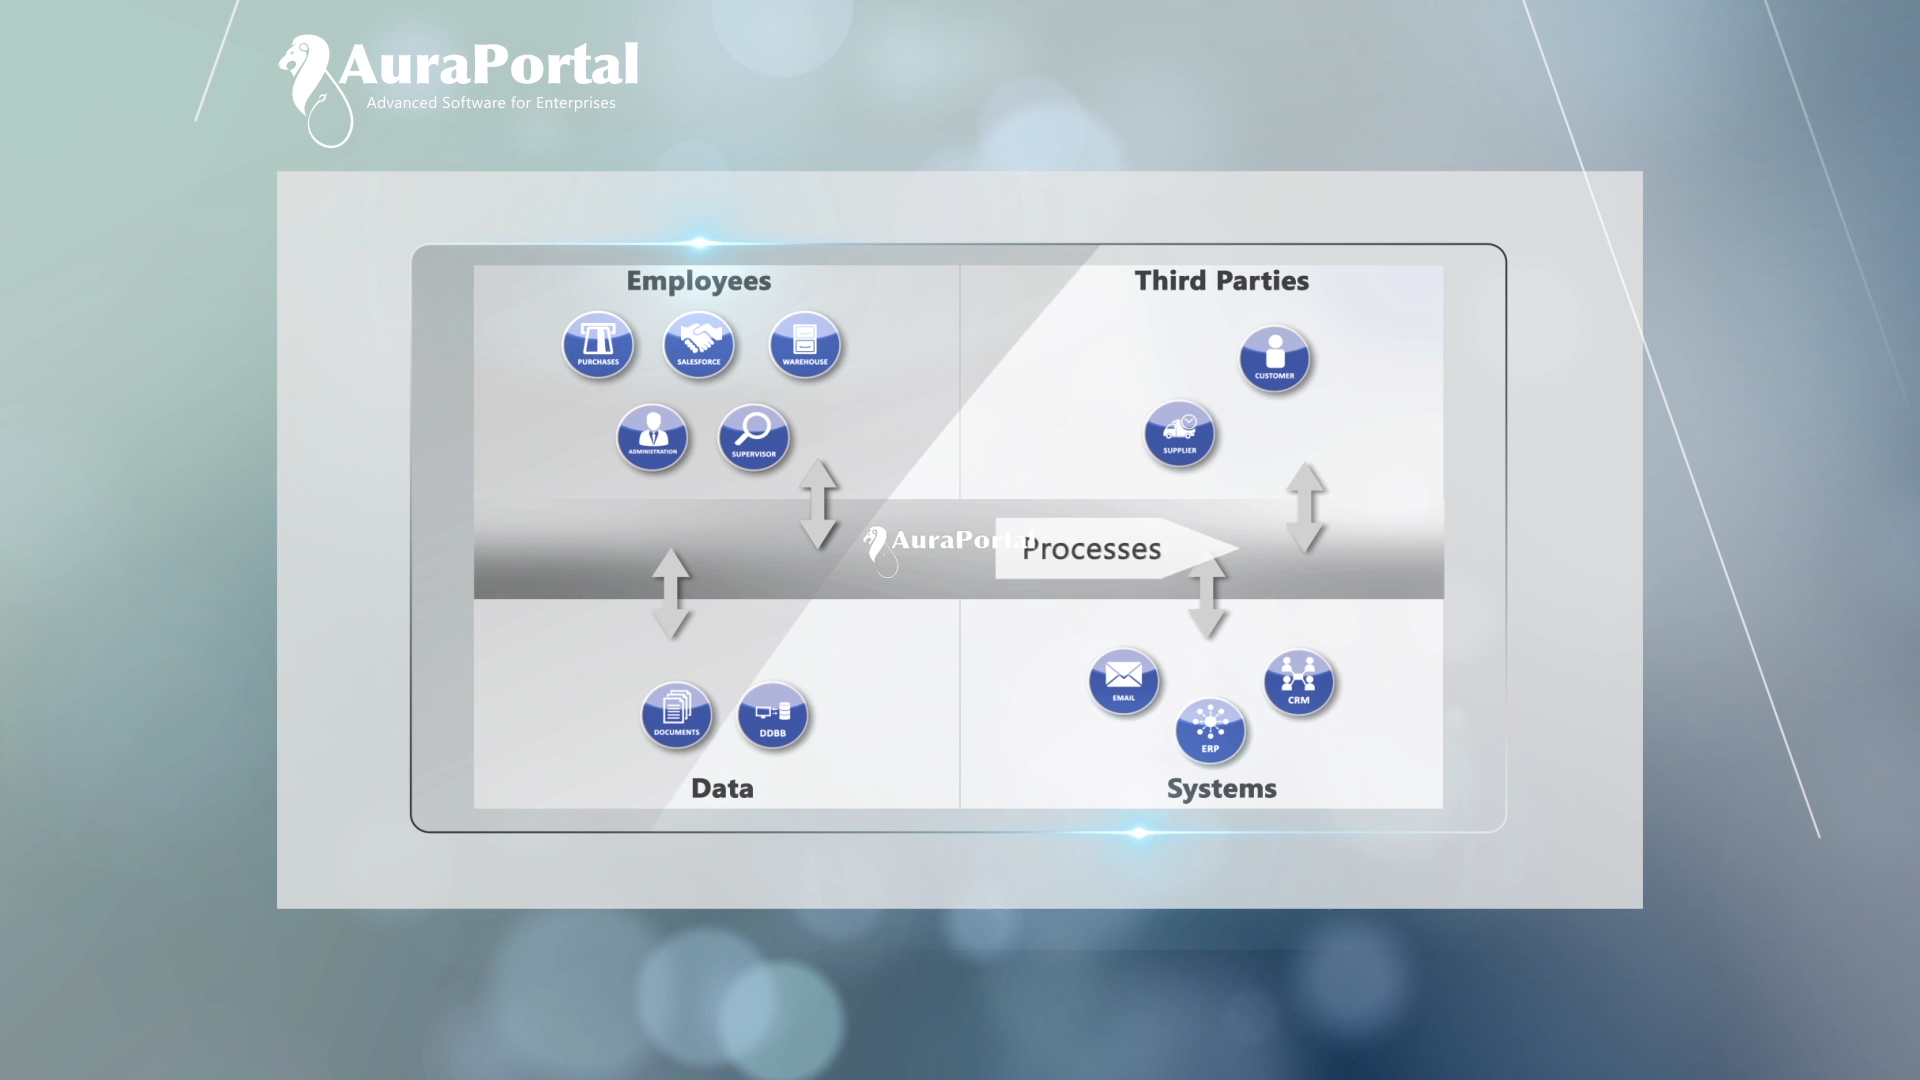 AuraPortal
Advanced Software for Enterprises
Employees
Third Parties
PURCHASES
SALESFORCE
WAREHOUSE
CUSTOMER
ADMINISTRATION
SUPERVISOR
SUPPLIER
AuraPortal
Processes
EMAIL
CRM
DOCUMENTS
DDBB
ERP
Data
Systems